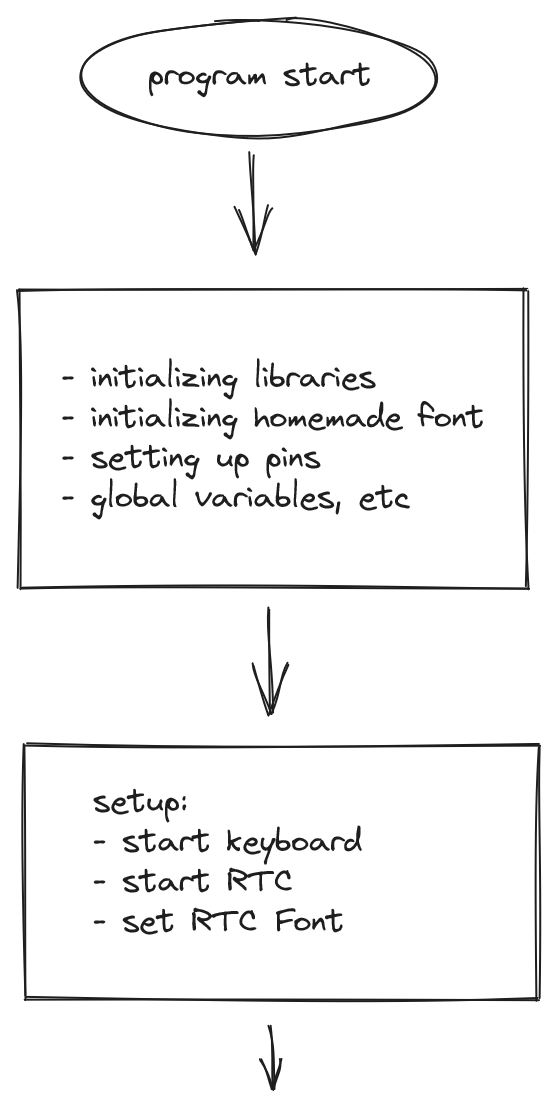 program start
- initializing libraries
- initializing homemade font
- setting up pins
- global variables, etc
setup:
- start keyboard
- start RTC
- set RTC Font